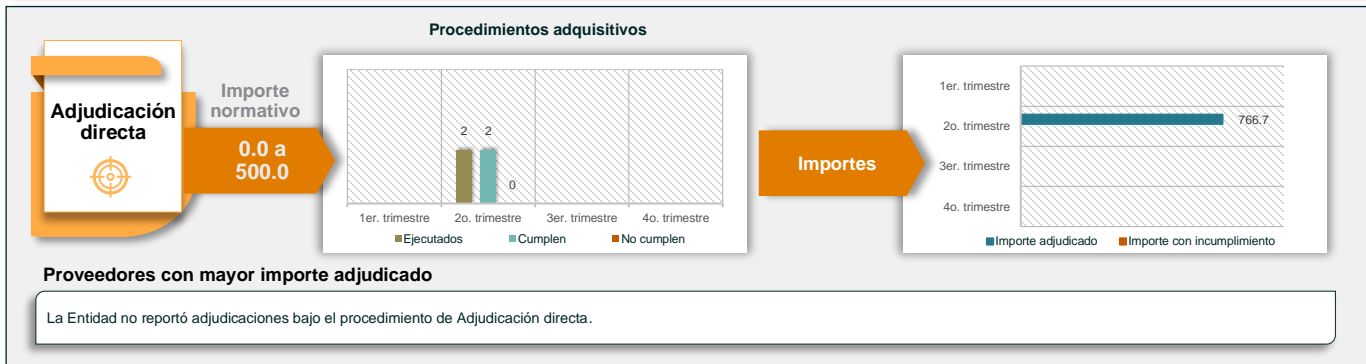 Procedimientos adquisitivos
Adjudicación
directa
Importe
normativo
0.0 a
500.0
2
2
0
1er. trimestre
2o. trimestre
3er. trimestre
4o. trimestre
Ejecutados
Cumplen
No cumplen
Importes
1er. trimestre
2o. trimestre
766.7
3er. trimestre
4o. trimestre
Importe adjudicado
Importe con incumplimiento
Proveedores con mayor importe adjudicado
La Entidad no reportó adjudicaciones bajo el procedimiento de Adjudicación directa.